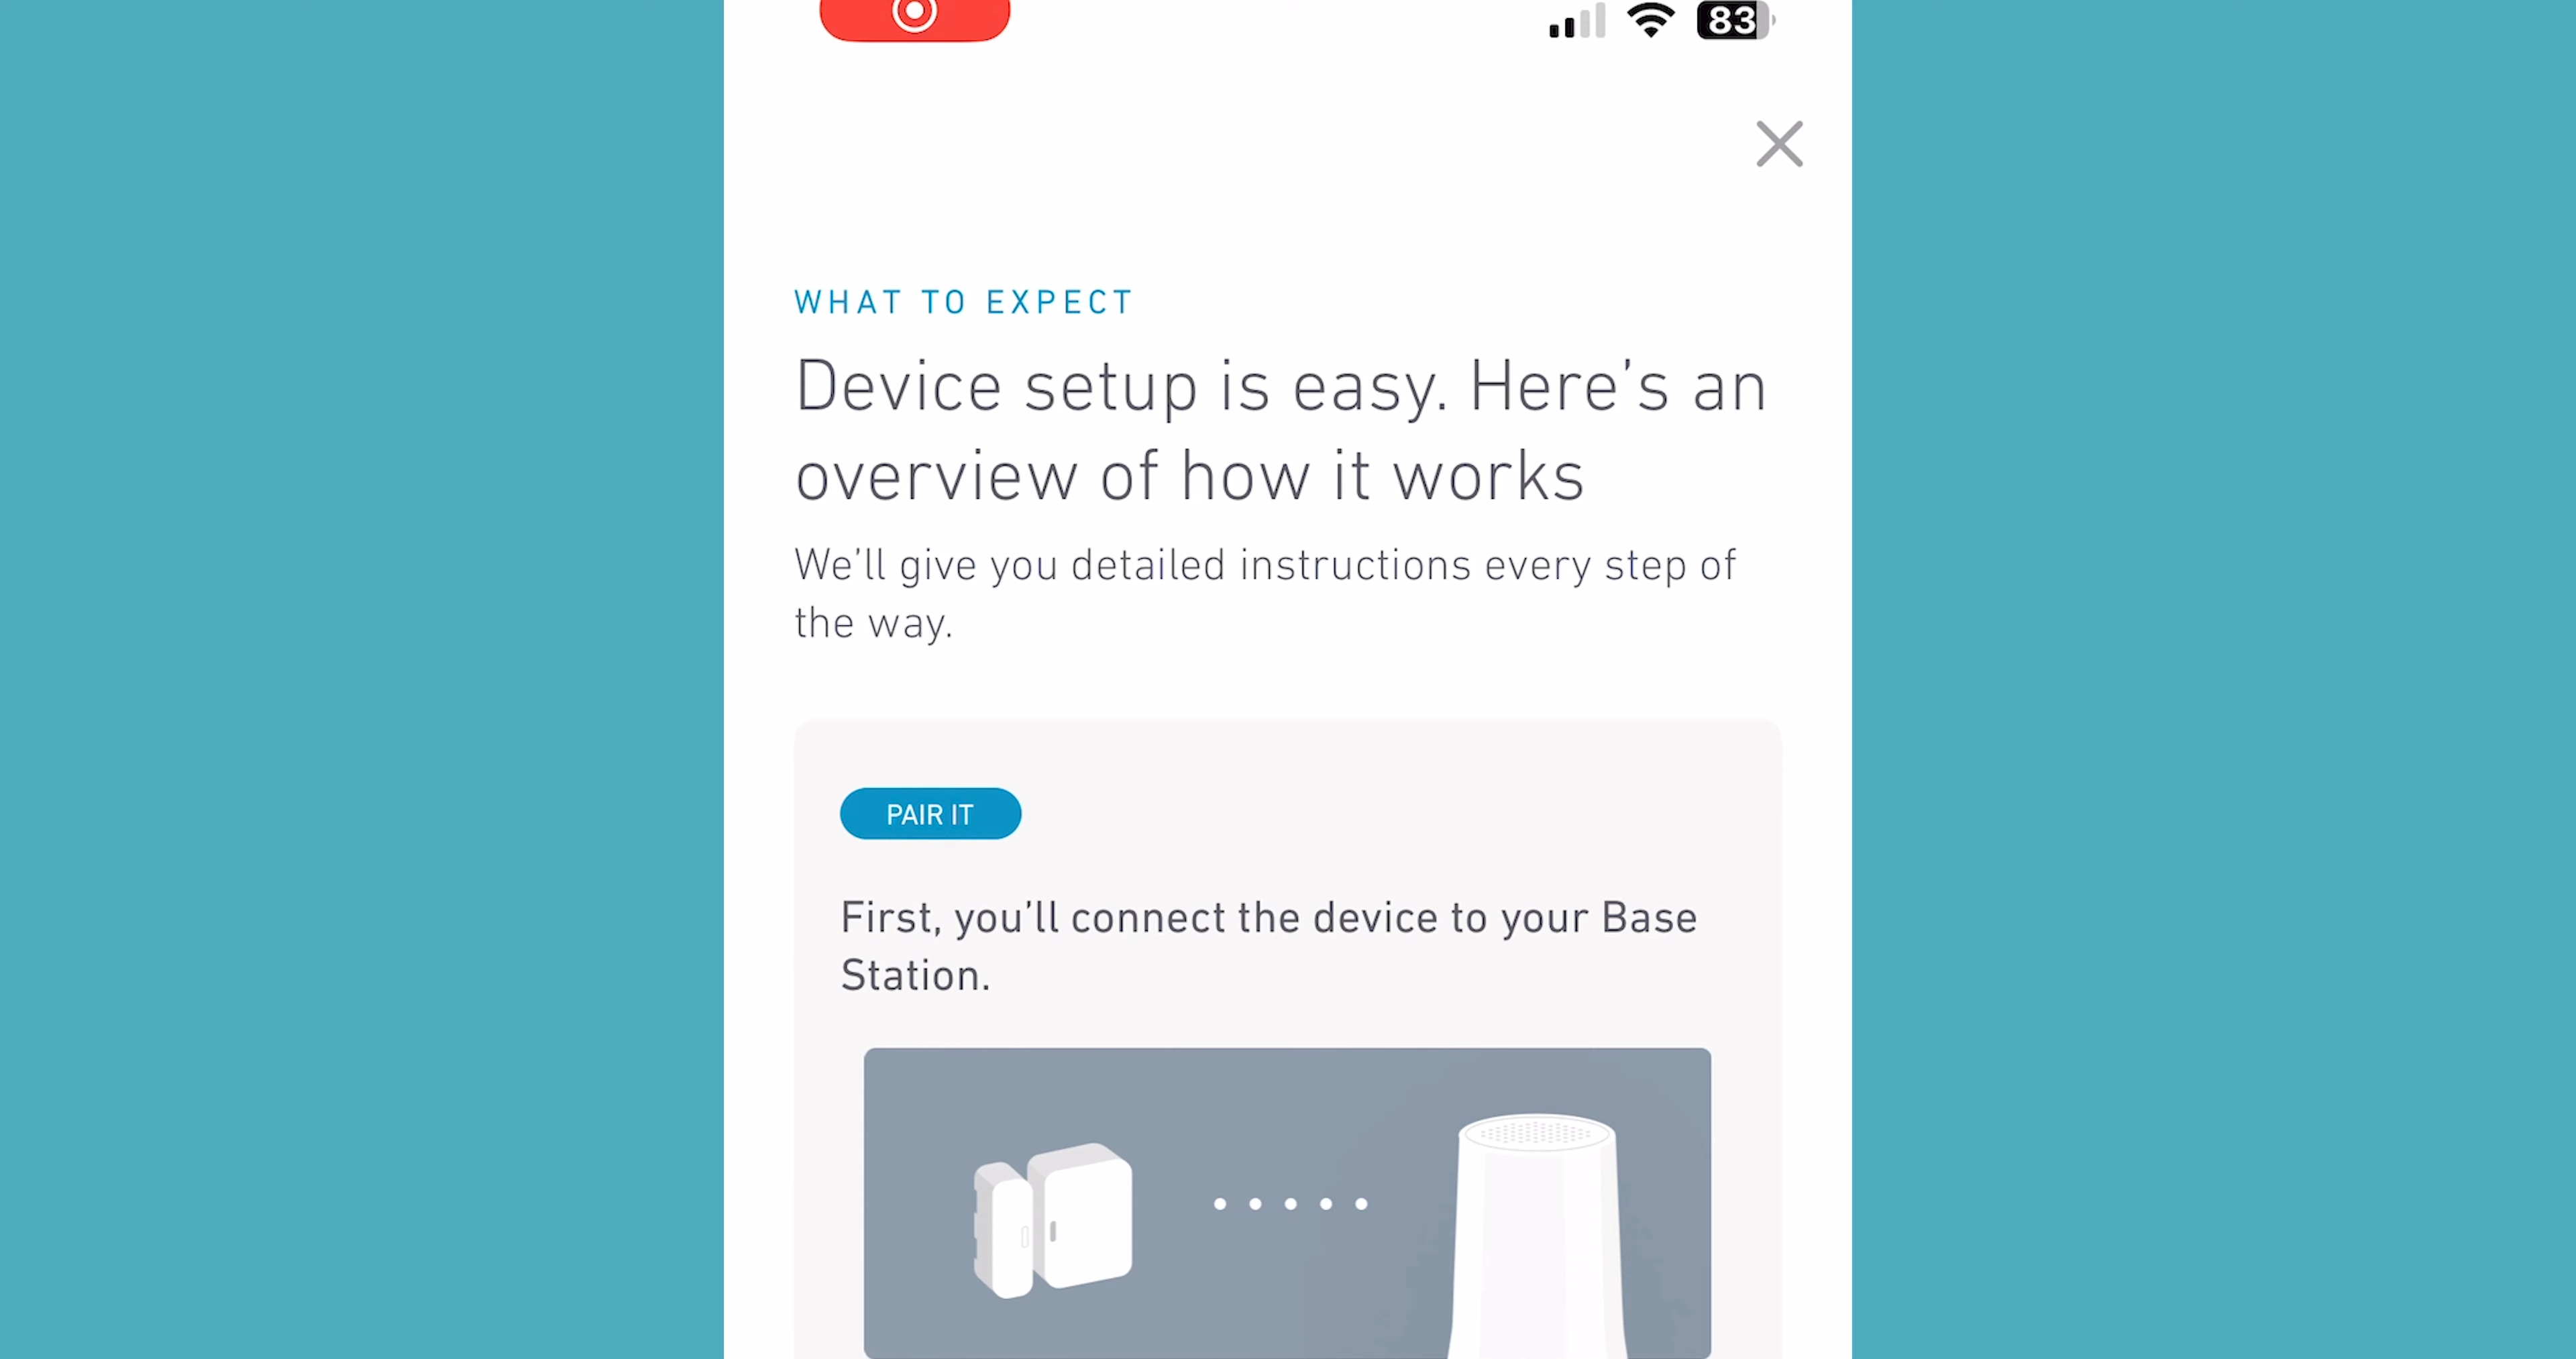 83
WHAT TO EXPECT
Device setup is easy. Here’s an
overview of how it works
We’ll give you detailed instructions every step of
the way.
PAIR IT
First, you’ll connect the device to your Base
Station.